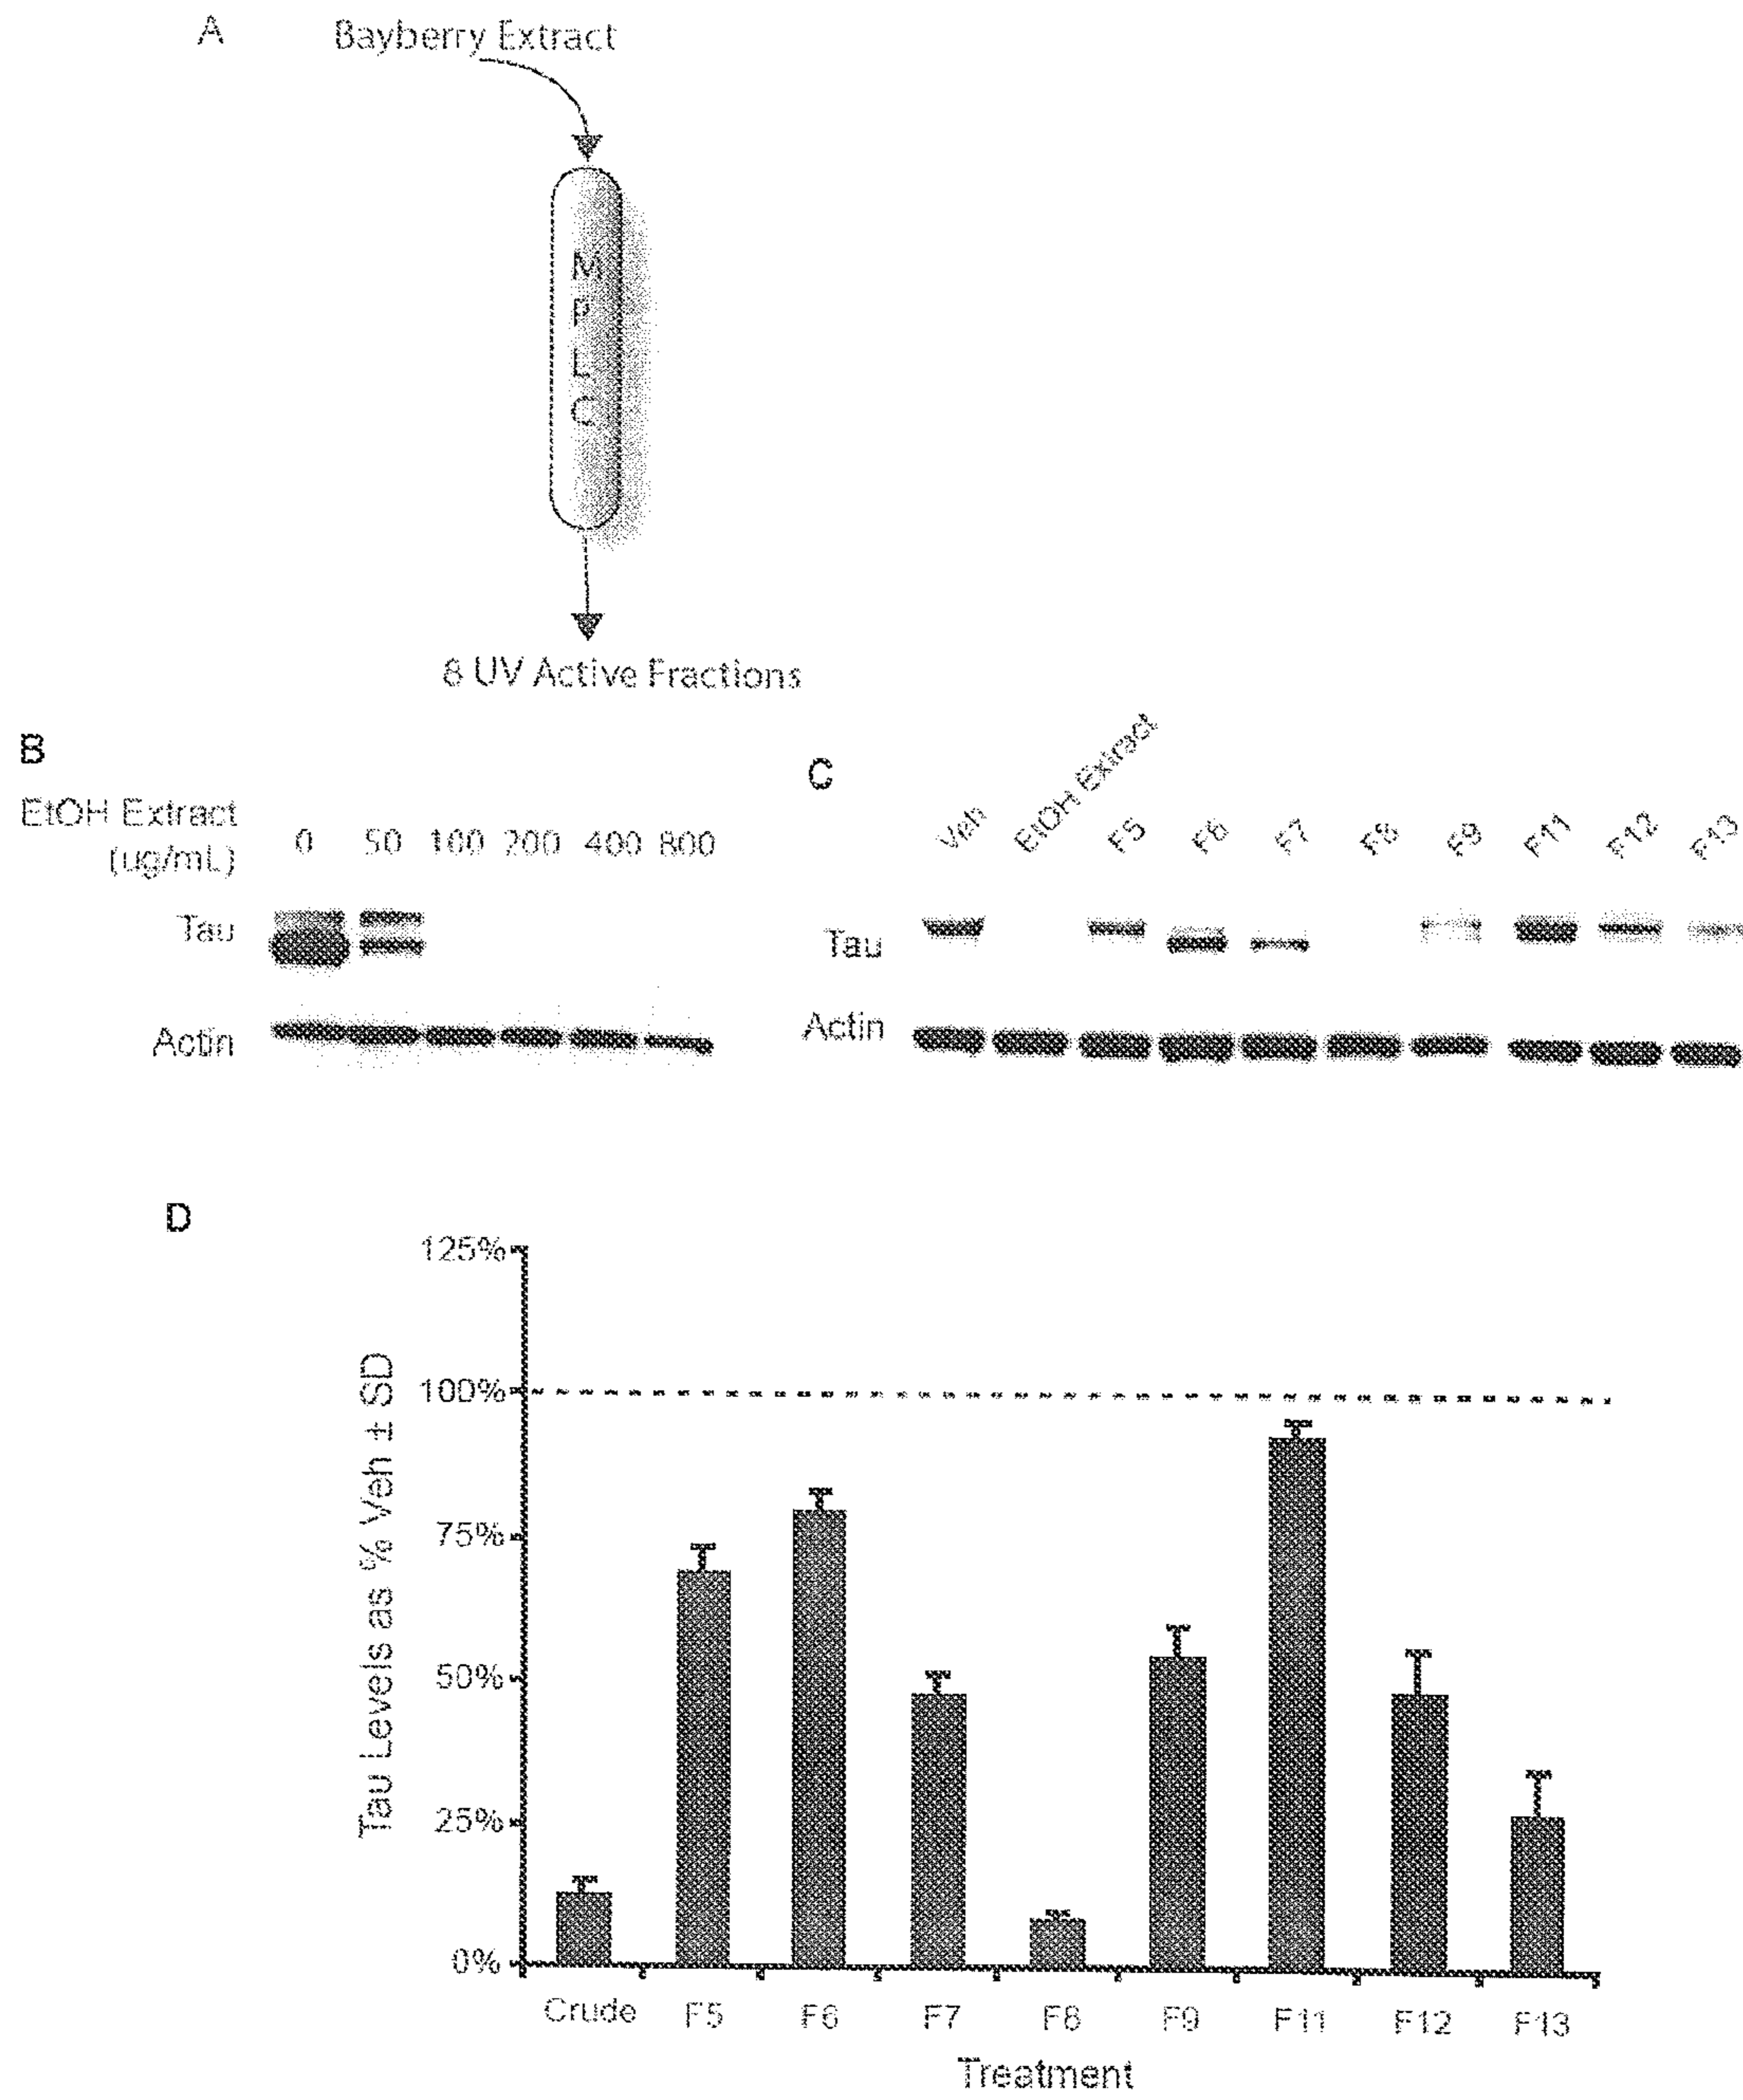 A
Bayberry Extract
M
P
L
C
8 UV Active Fractions
B
EtOH Extract
(ug/mL)
0 50 100 200 400 800
Tau
Actin
C
Veh EtOH Extract F5 F6 F7 F8 F9 F11 F12 F13
Tau
Actin
D
Tau Levels as % Veh ± SD
125%
100%
75%
50%
25%
0%
Crude F5 F6 F7 F8 F9 F11 F12 F13
Treatment